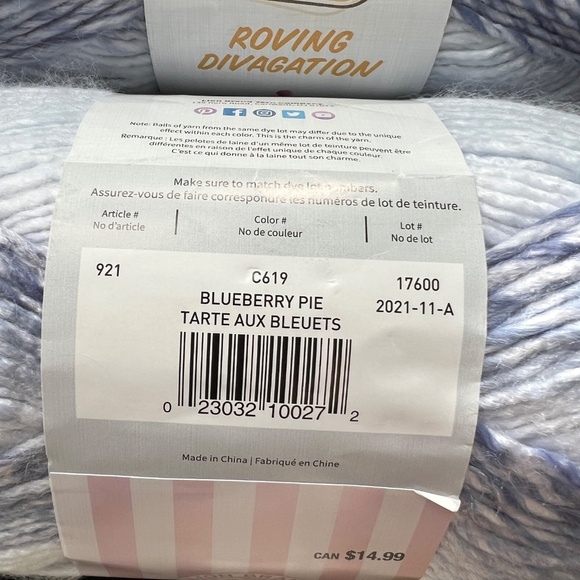 ROVING
DIVAGATION
Note: Balls of yarn from the same dye lot may differ due to the unique
effect within each color. This is the charm of the yarn.
Remarque : Les pelotes de laine d'un même lot de teinture peuvent être
différentes en raison de l'effet unique de chaque couleur.
C'est ce qui donne à la laine tout son charme.
Make sure to match dye lot numbers.
Assurez-vous de faire correspondre les numéros de lot de teinture.
Article # Color # Lot #
No d'article No de couleur No de lot
921 C619 17600
BLUEBERRY PIE 2021-11-A
TARTE AUX BLEUETS
0 23032 10027 2
Made in China | Fabriqué en Chine
CAN $14.99